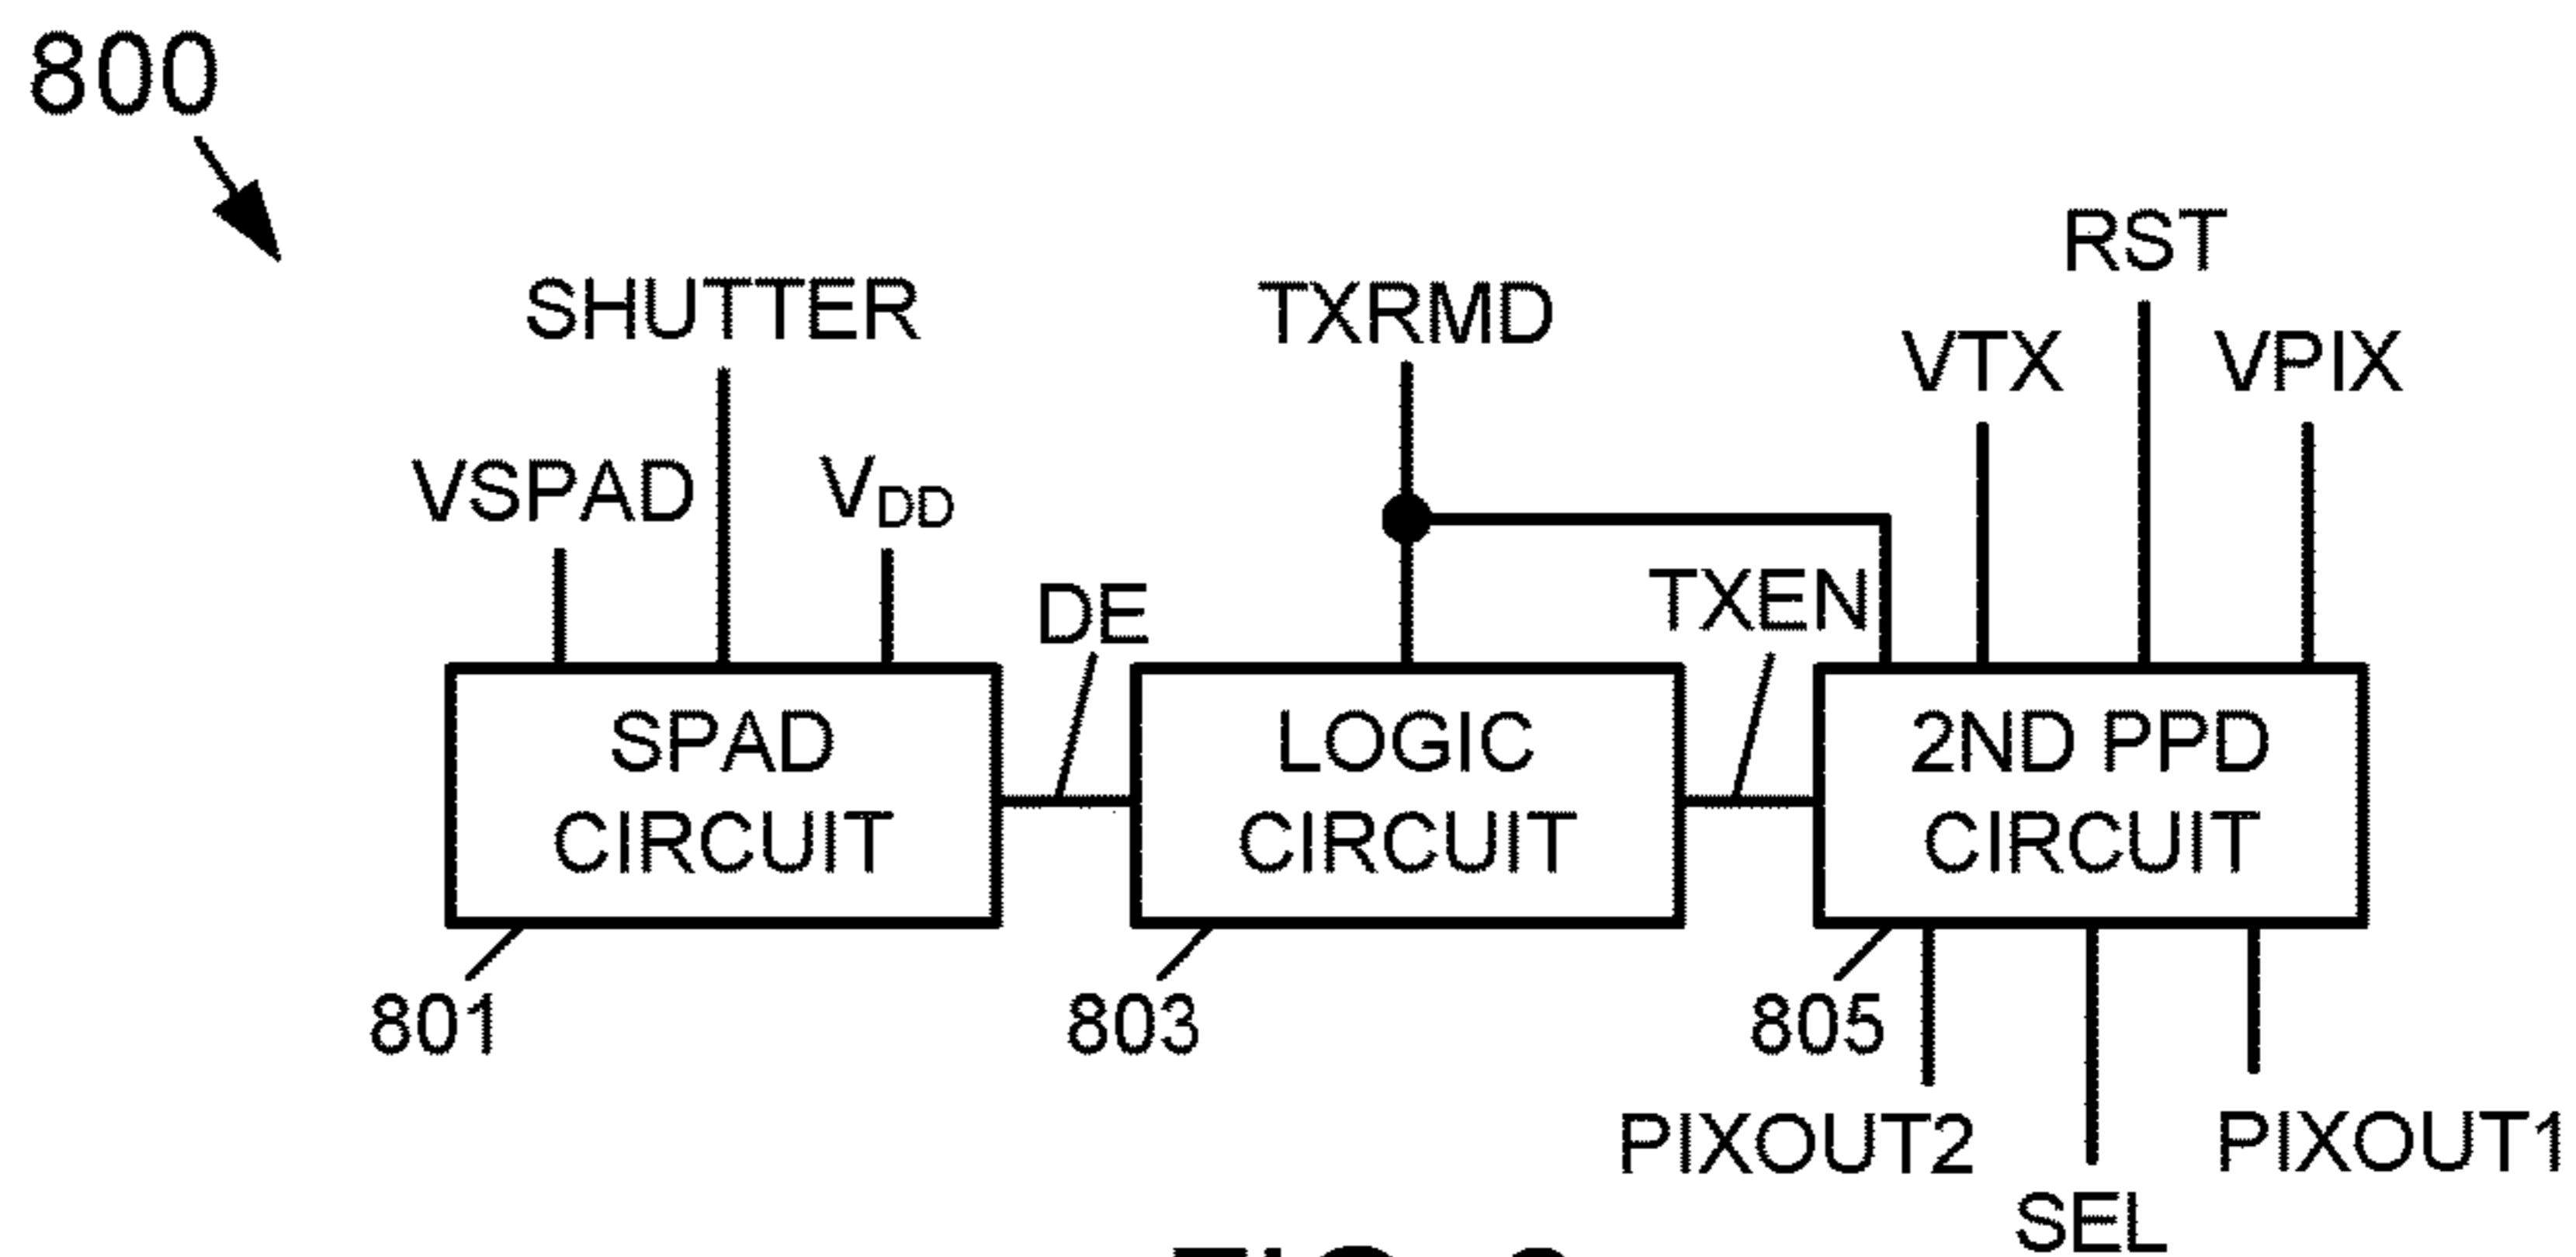 800
SHUTTER
VSPAD
VDD
DE
TXRMD
TXEN
VTX
RST
VPIX
SPAD
CIRCUIT
801
LOGIC
CIRCUIT
803
2ND PPD
CIRCUIT
805
PIXOUT2
SEL
PIXOUT1